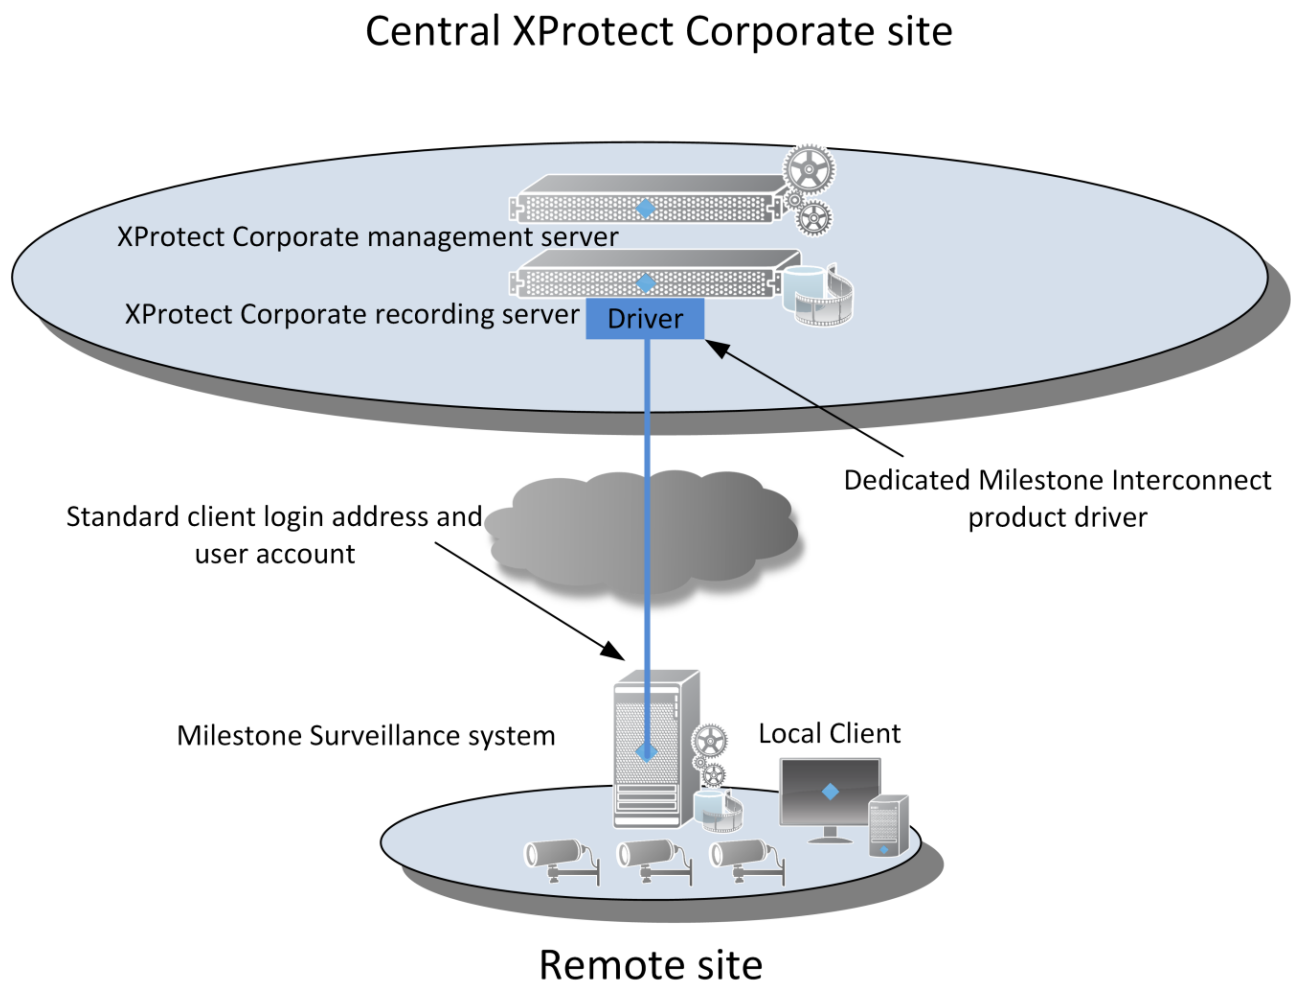 Central XProtect Corporate site
XProtect Corporate management server
XProtect Corporate recording server
Driver
Dedicated Milestone Interconnect
product driver
Standard client login address and
user account
Milestone Surveillance system
Local Client
Remote site